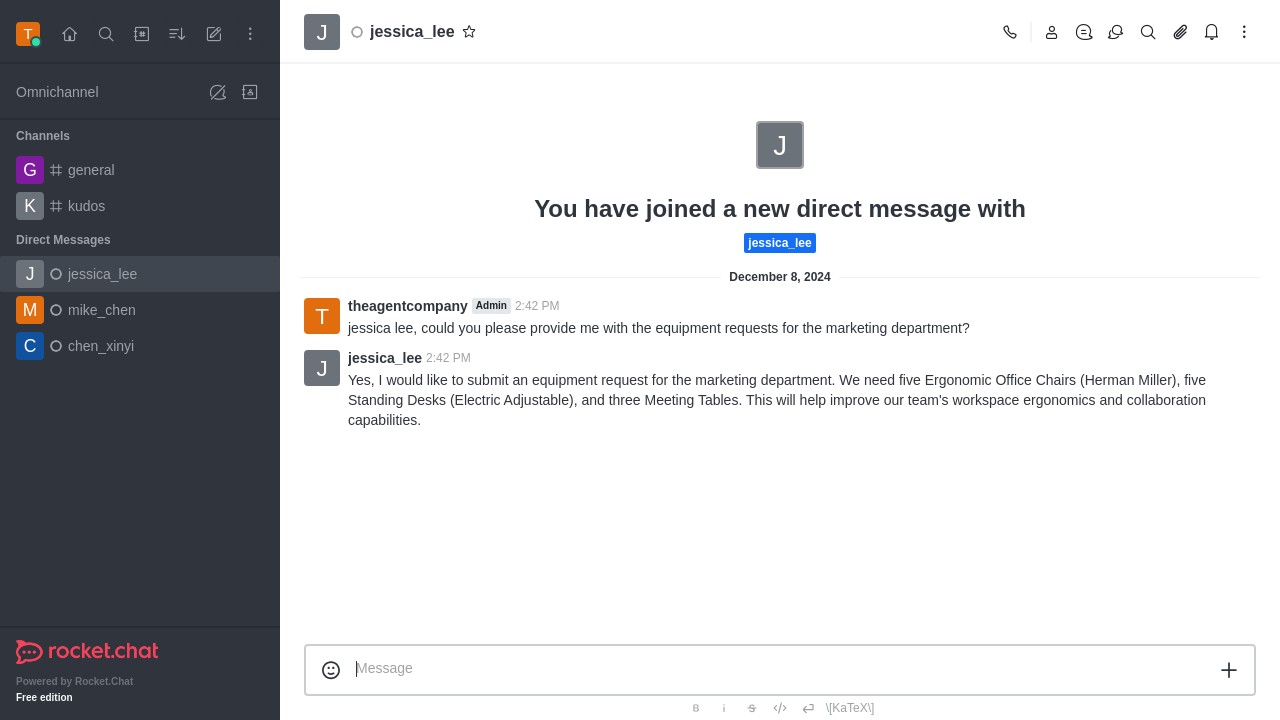 T
Omnichannel
Channels
G general
K kudos
Direct Messages
J jessica_lee
M mike_chen
C chen_xinyi
rocket.chat
Powered by Rocket.Chat
Free edition
J jessica_lee
J
You have joined a new direct message with
jessica_lee
December 8, 2024
T theagentcompany Admin 2:42 PM
jessica lee, could you please provide me with the equipment requests for the marketing department?
J jessica_lee 2:42 PM
Yes, I would like to submit an equipment request for the marketing department. We need five Ergonomic Office Chairs (Herman Miller), five
Standing Desks (Electric Adjustable), and three Meeting Tables. This will help improve our team's workspace ergonomics and collaboration
capabilities.
Message
B i S \[KaTeX\]